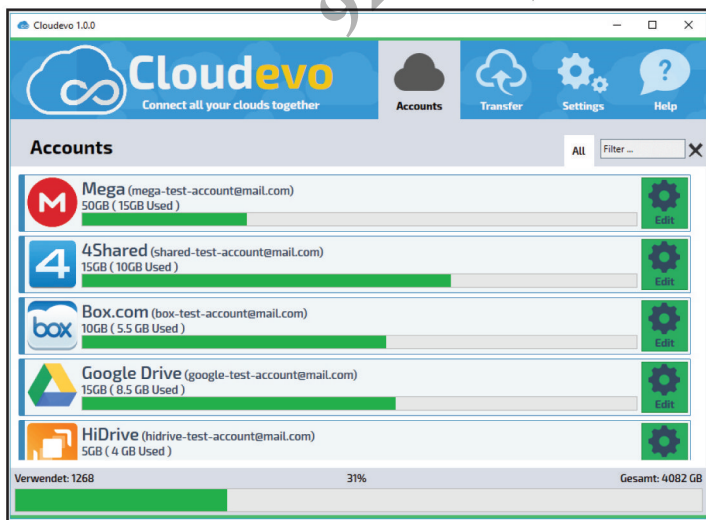 Cloudevo 1.0.0
Cloudevo
Connect all your clouds together
Accounts
Transfer
Settings
? Help
Accounts
All
Filter ...
Mega (mega-test-account@mail.com)
50GB ( 15GB Used )
Edit
4Shared (shared-test-account@mail.com)
15GB ( 10GB Used )
Edit
Box.com (box-test-account@mail.com)
10GB ( 5.5 GB Used )
Edit
Google Drive (google-test-account@mail.com)
15GB ( 8.5 GB Used )
Edit
HiDrive (hidrive-test-account@mail.com)
5GB ( 4 GB Used )
Verwendet: 1268 31% Gesamt: 4082 GB